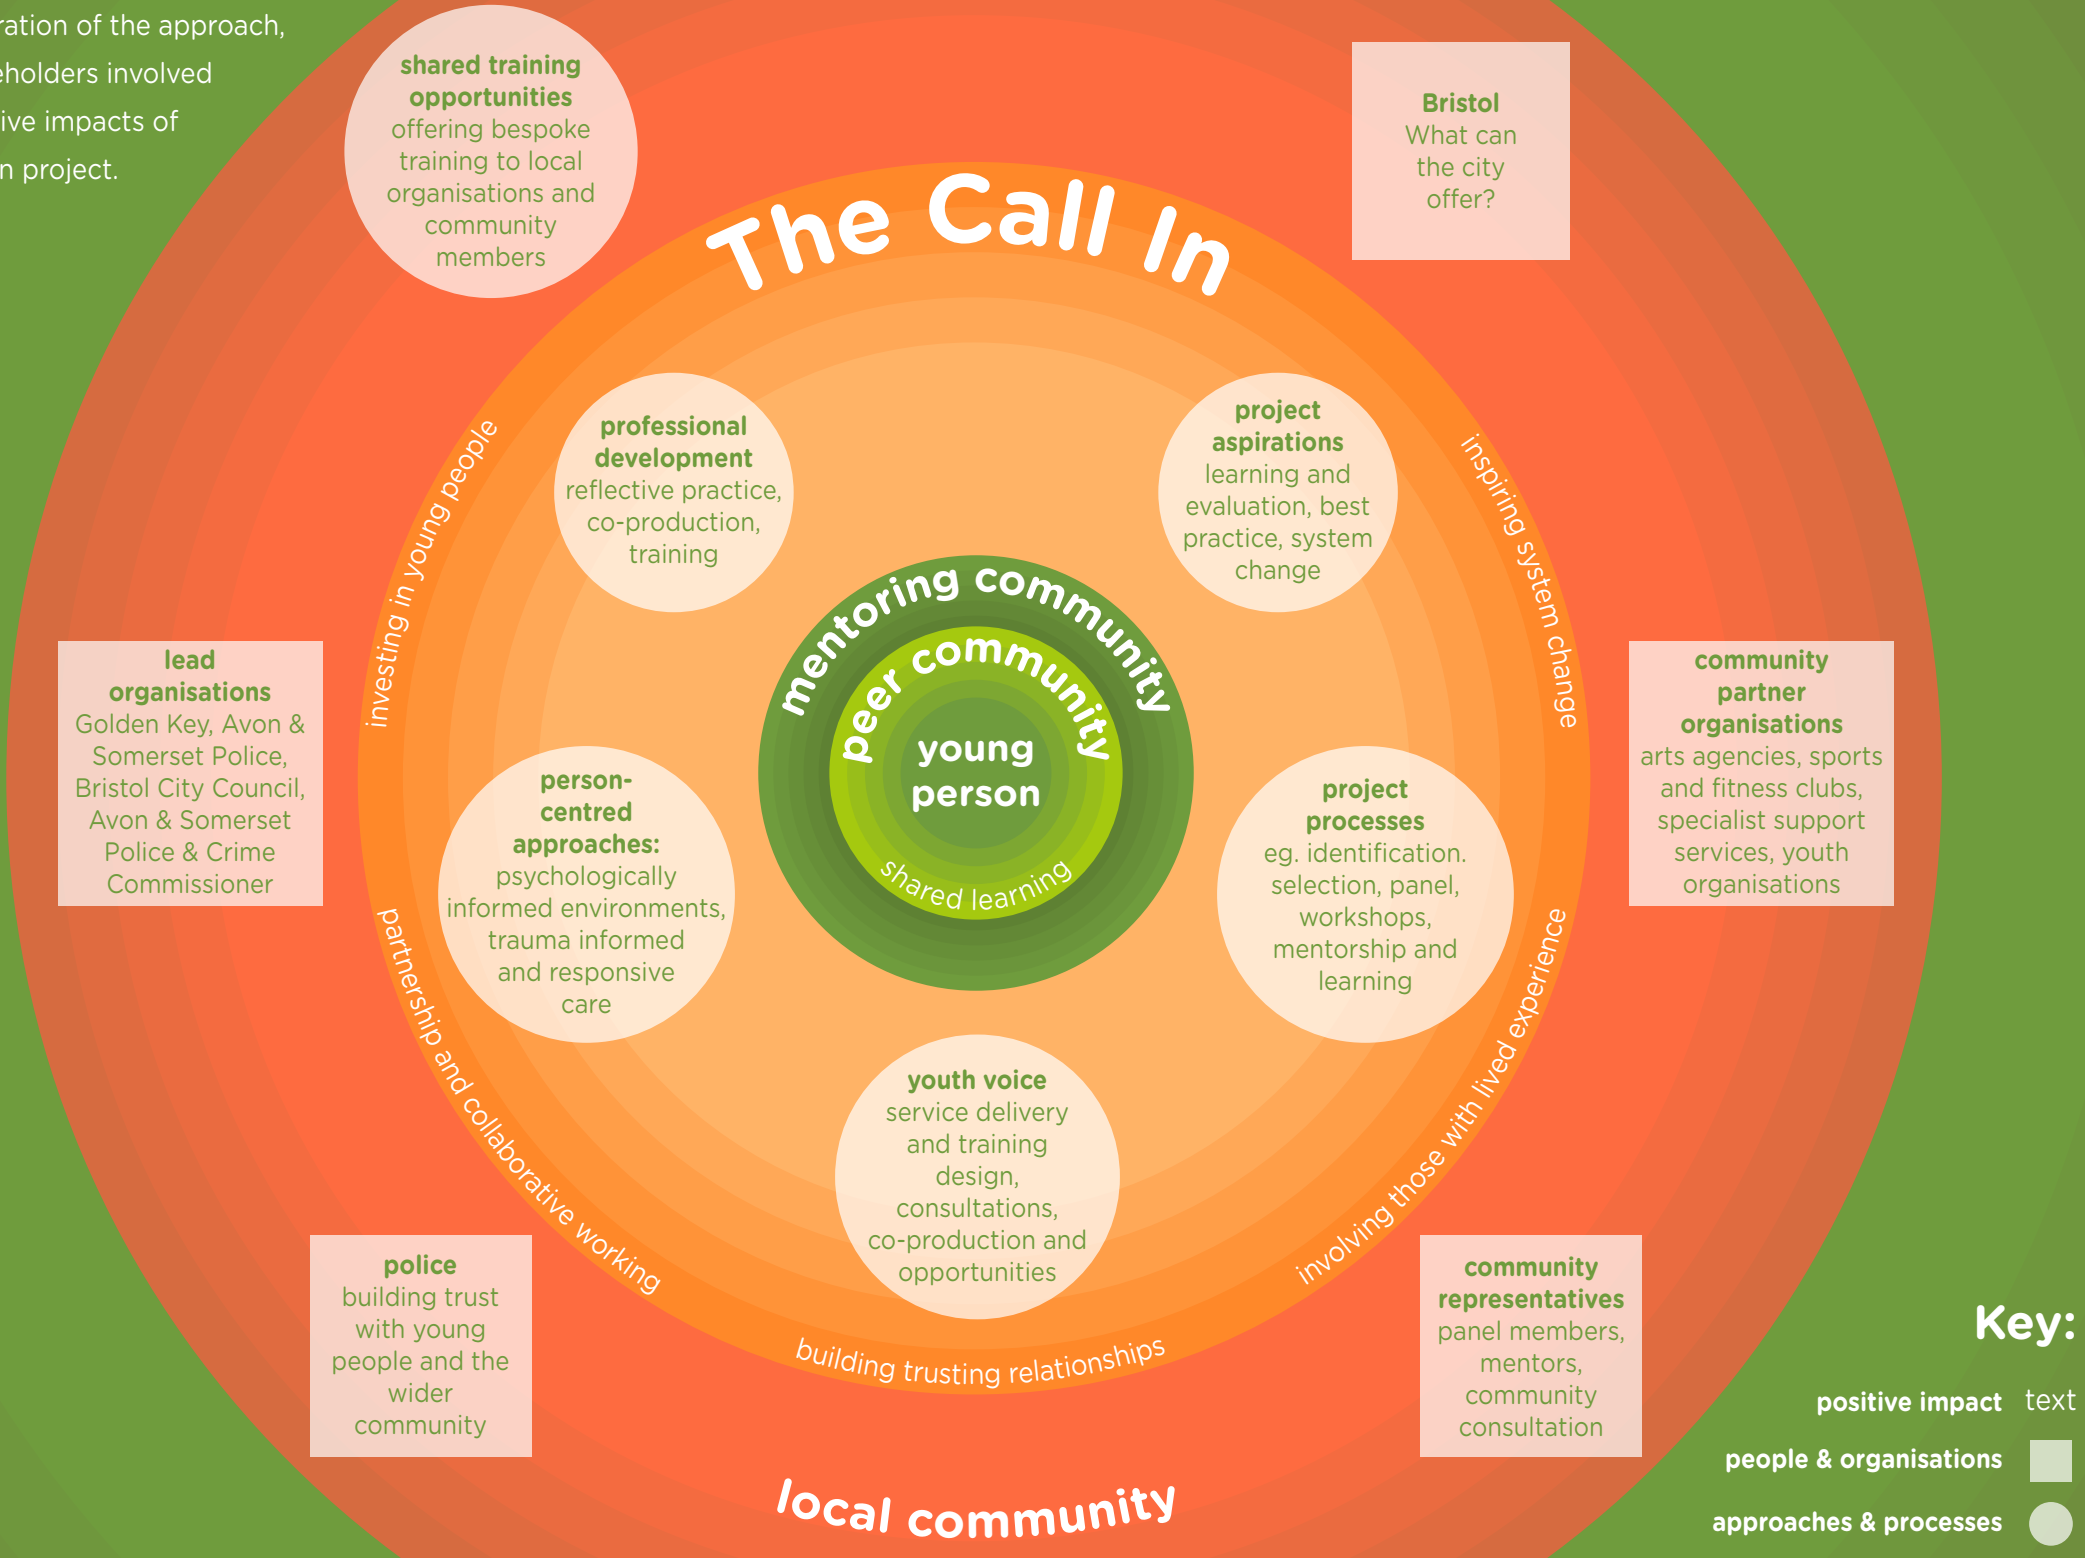 ration of the approach,
eholders involved
ive impacts of
n project.
shared training
opportunities
offering bespoke
training to local
organisations and
community
members
Bristol
What can
the city
offer?
The Call In
professional
development
reflective practice,
co-production,
training
project
aspirations
learning and
evaluation, best
practice, system
change
investing in young people
inspiring system change
mentoring community
peer community
young
person
shared learning
lead
organisations
Golden Key, Avon &
Somerset Police,
Bristol City Council,
Avon & Somerset
Police & Crime
Commissioner
person-
centred
approaches:
psychologically
informed environments,
trauma informed
and responsive
care
project
processes
eg. identification.
selection, panel,
workshops,
mentorship and
learning
community
partner
organisations
arts agencies, sports
and fitness clubs,
specialist support
services, youth
organisations
partnership and collaborative working
involving those with lived experience
youth voice
service delivery
and training
design,
consultations,
co-production and
opportunities
building trusting relationships
police
building trust
with young
people and the
wider
community
community
representatives
panel members,
mentors,
community
consultation
local community
Key:
positive impact text
people & organisations
approaches & processes